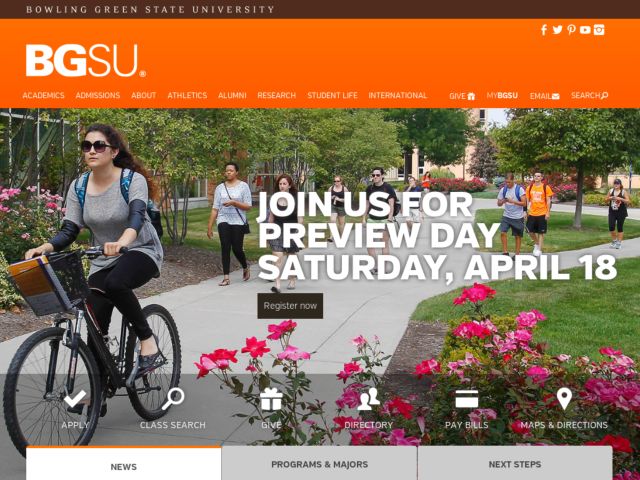 BOWLING GREEN STATE UNIVERSITY
BGSU®
ACADEMICS ADMISSIONS ABOUT ATHLETICS ALUMNI RESEARCH STUDENT LIFE INTERNATIONAL GIVE MYBGSU EMAIL SEARCH
JOIN US FOR
PREVIEW DAY
SATURDAY, APRIL 18
Register now
APPLY CLASS SEARCH GIVE DIRECTORY PAY BILLS MAPS & DIRECTIONS
NEWS PROGRAMS & MAJORS NEXT STEPS